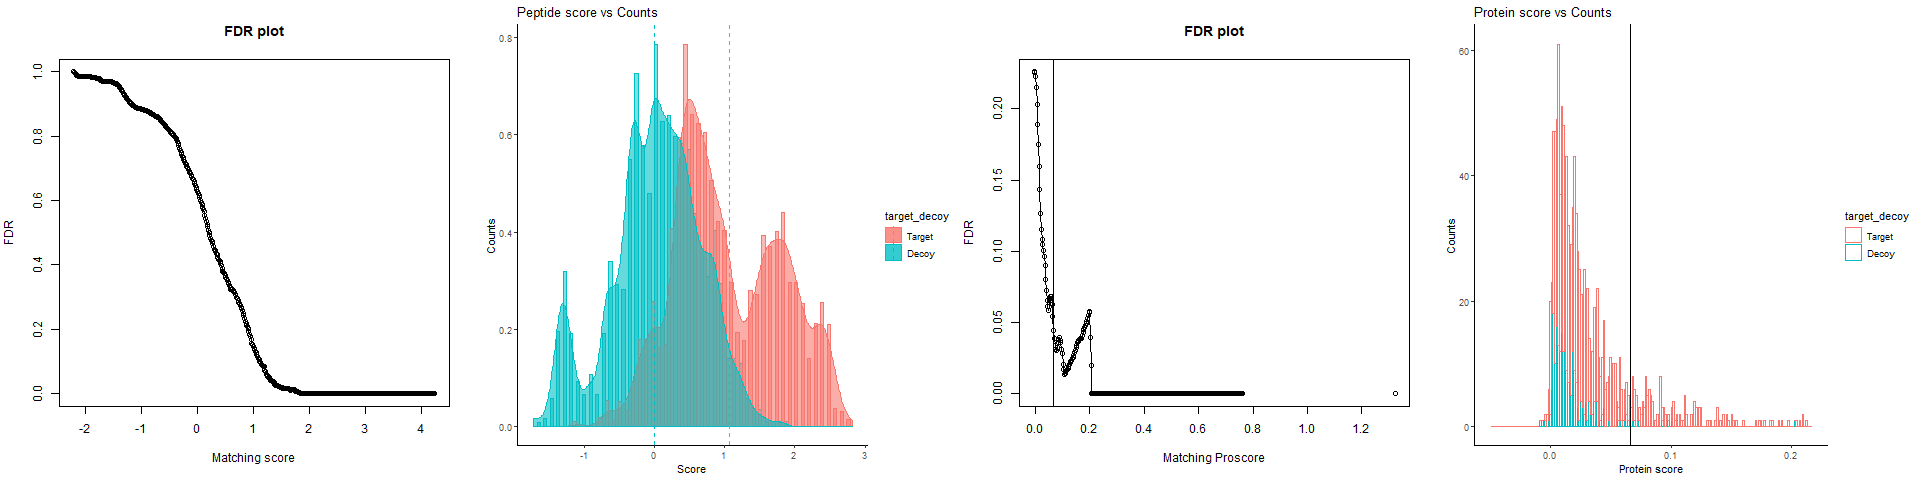 FDR plot
1.0
0.8
0.6
0.4
0.2
0.0
FDR
-2 -1 0 1 2 3 4
Matching score
Peptide score vs Counts
0.8
0.6
0.4
0.2
0.0
Counts
-1 0 1 2 3
Score
target_decoy
Target
Decoy
FDR plot
0.20
0.15
0.10
0.05
0.00
FDR
0.0 0.2 0.4 0.6 0.8 1.0 1.2
Matching Proscore
Protein score vs Counts
60
40
20
0
Counts
0.0 0.1 0.2
Protein score
target_decoy
Target
Decoy